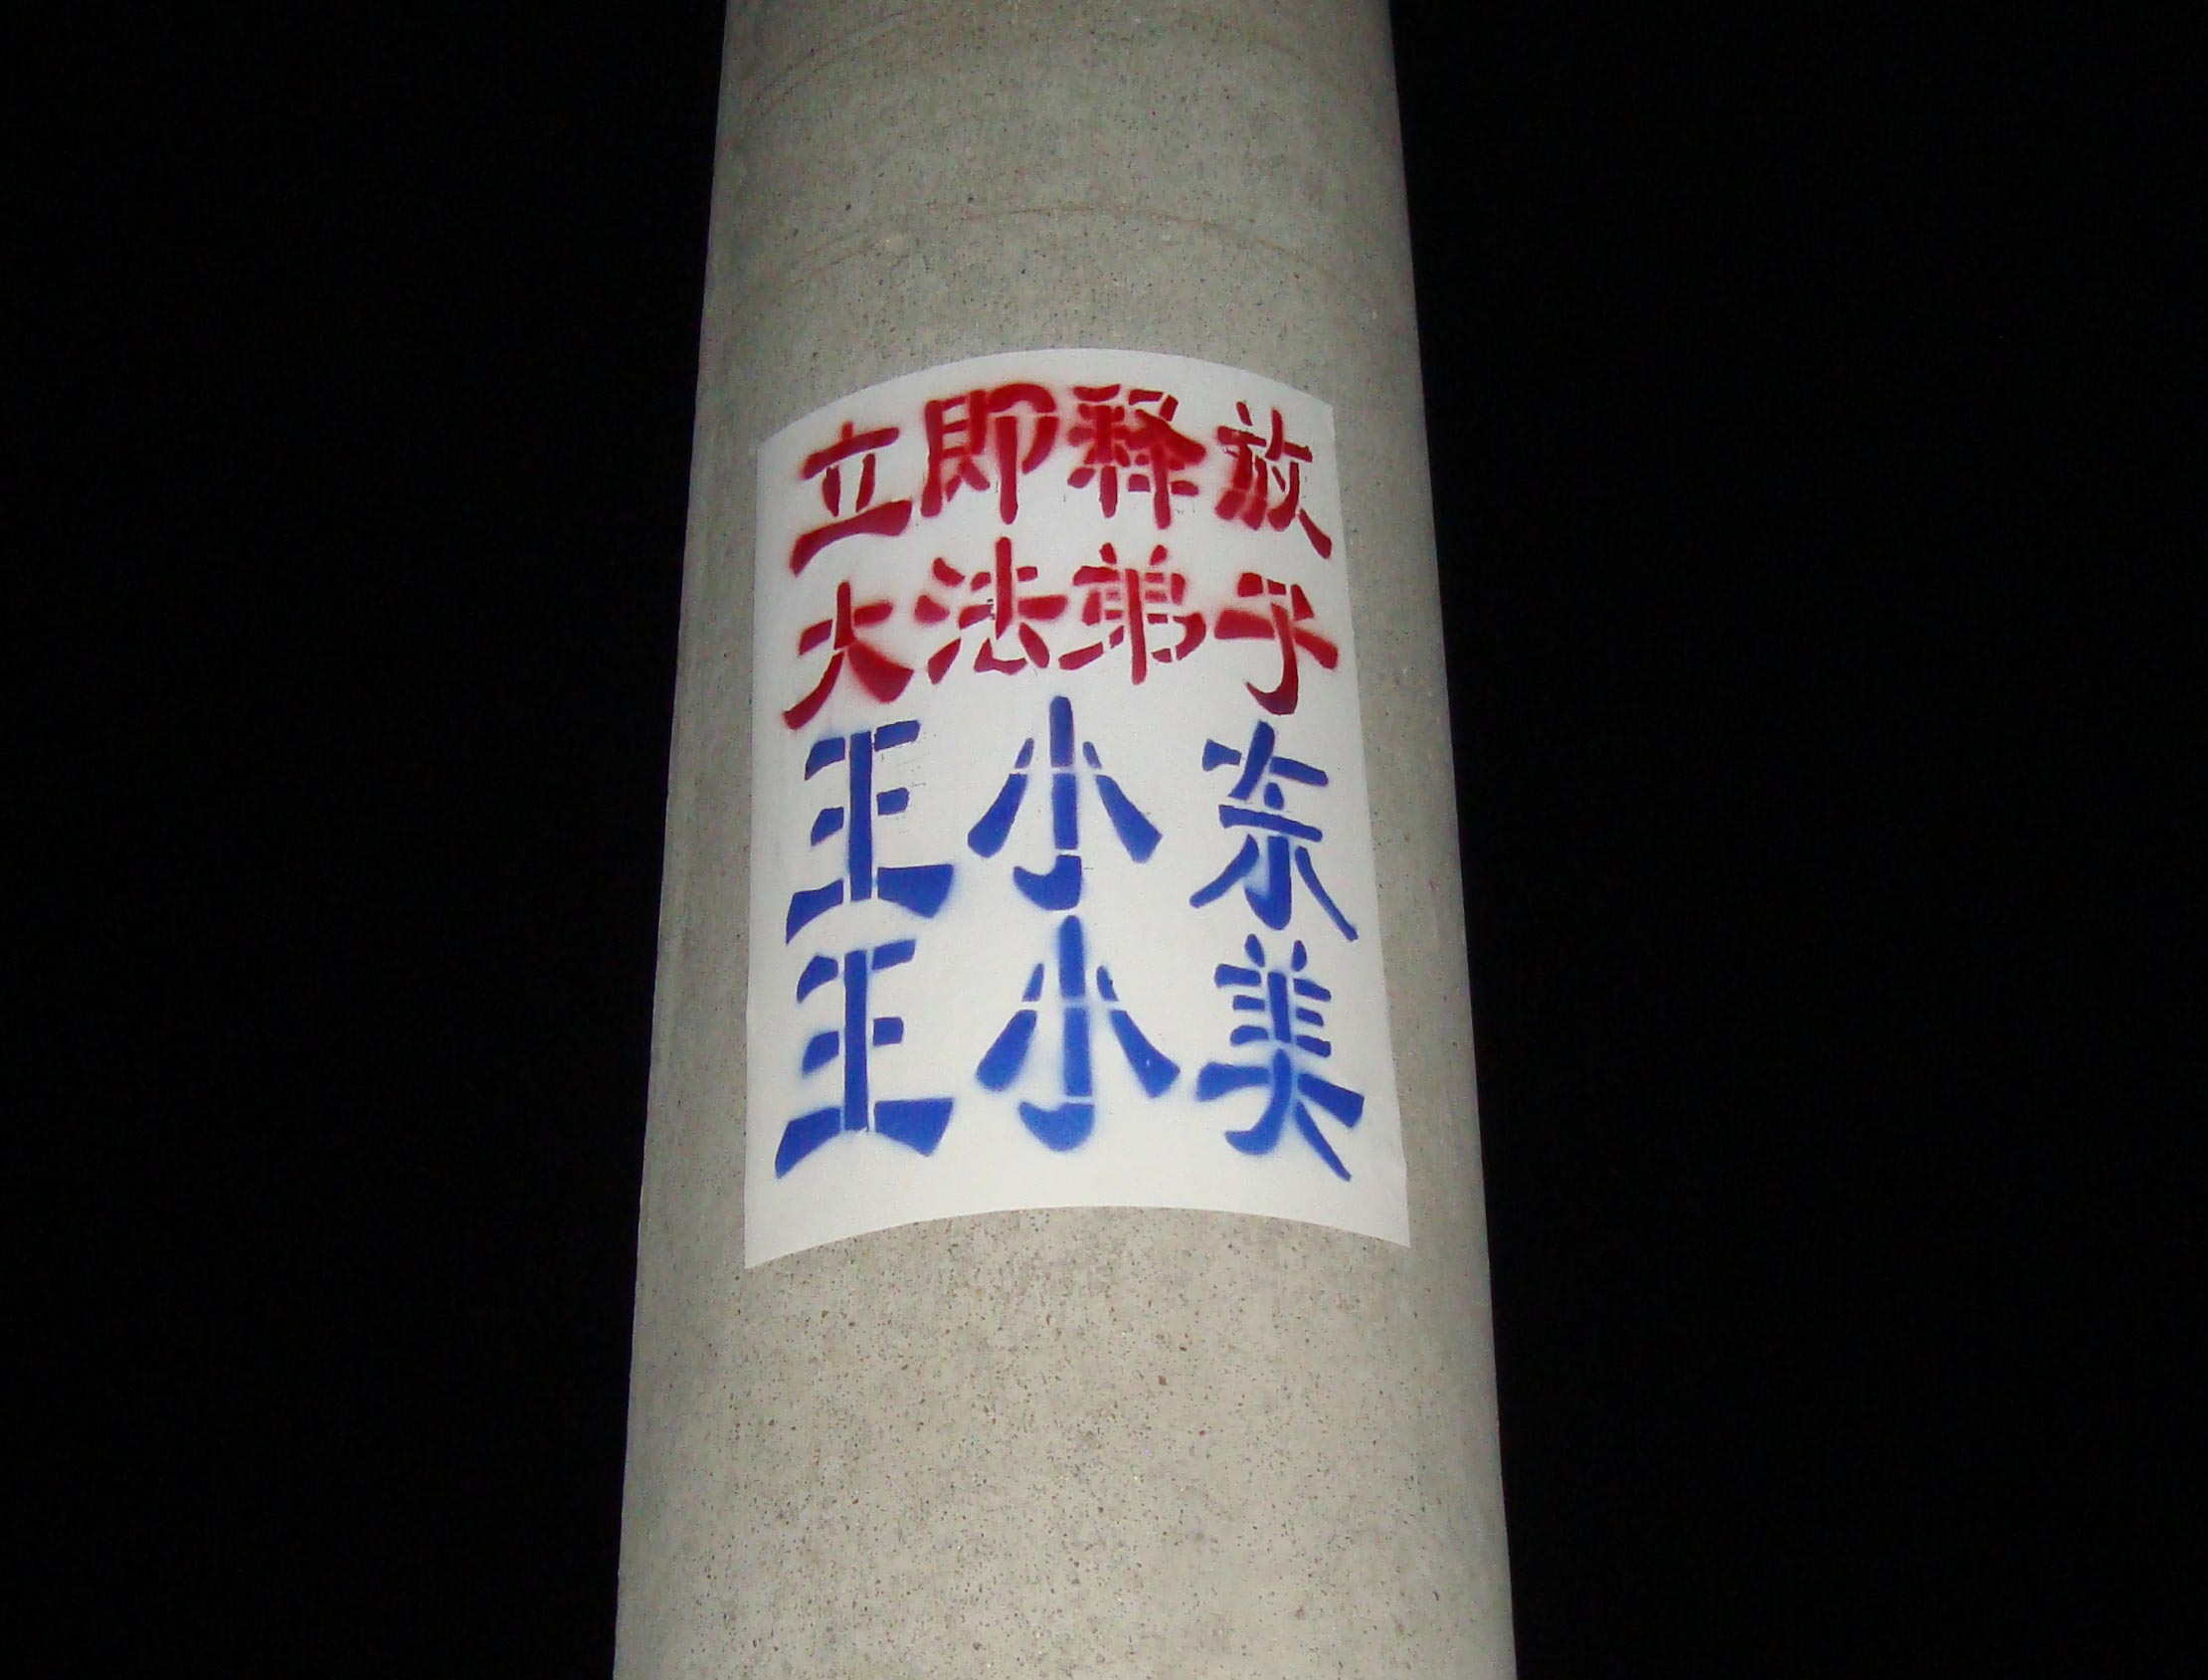 立即释放
大法弟子
王小东
王小美